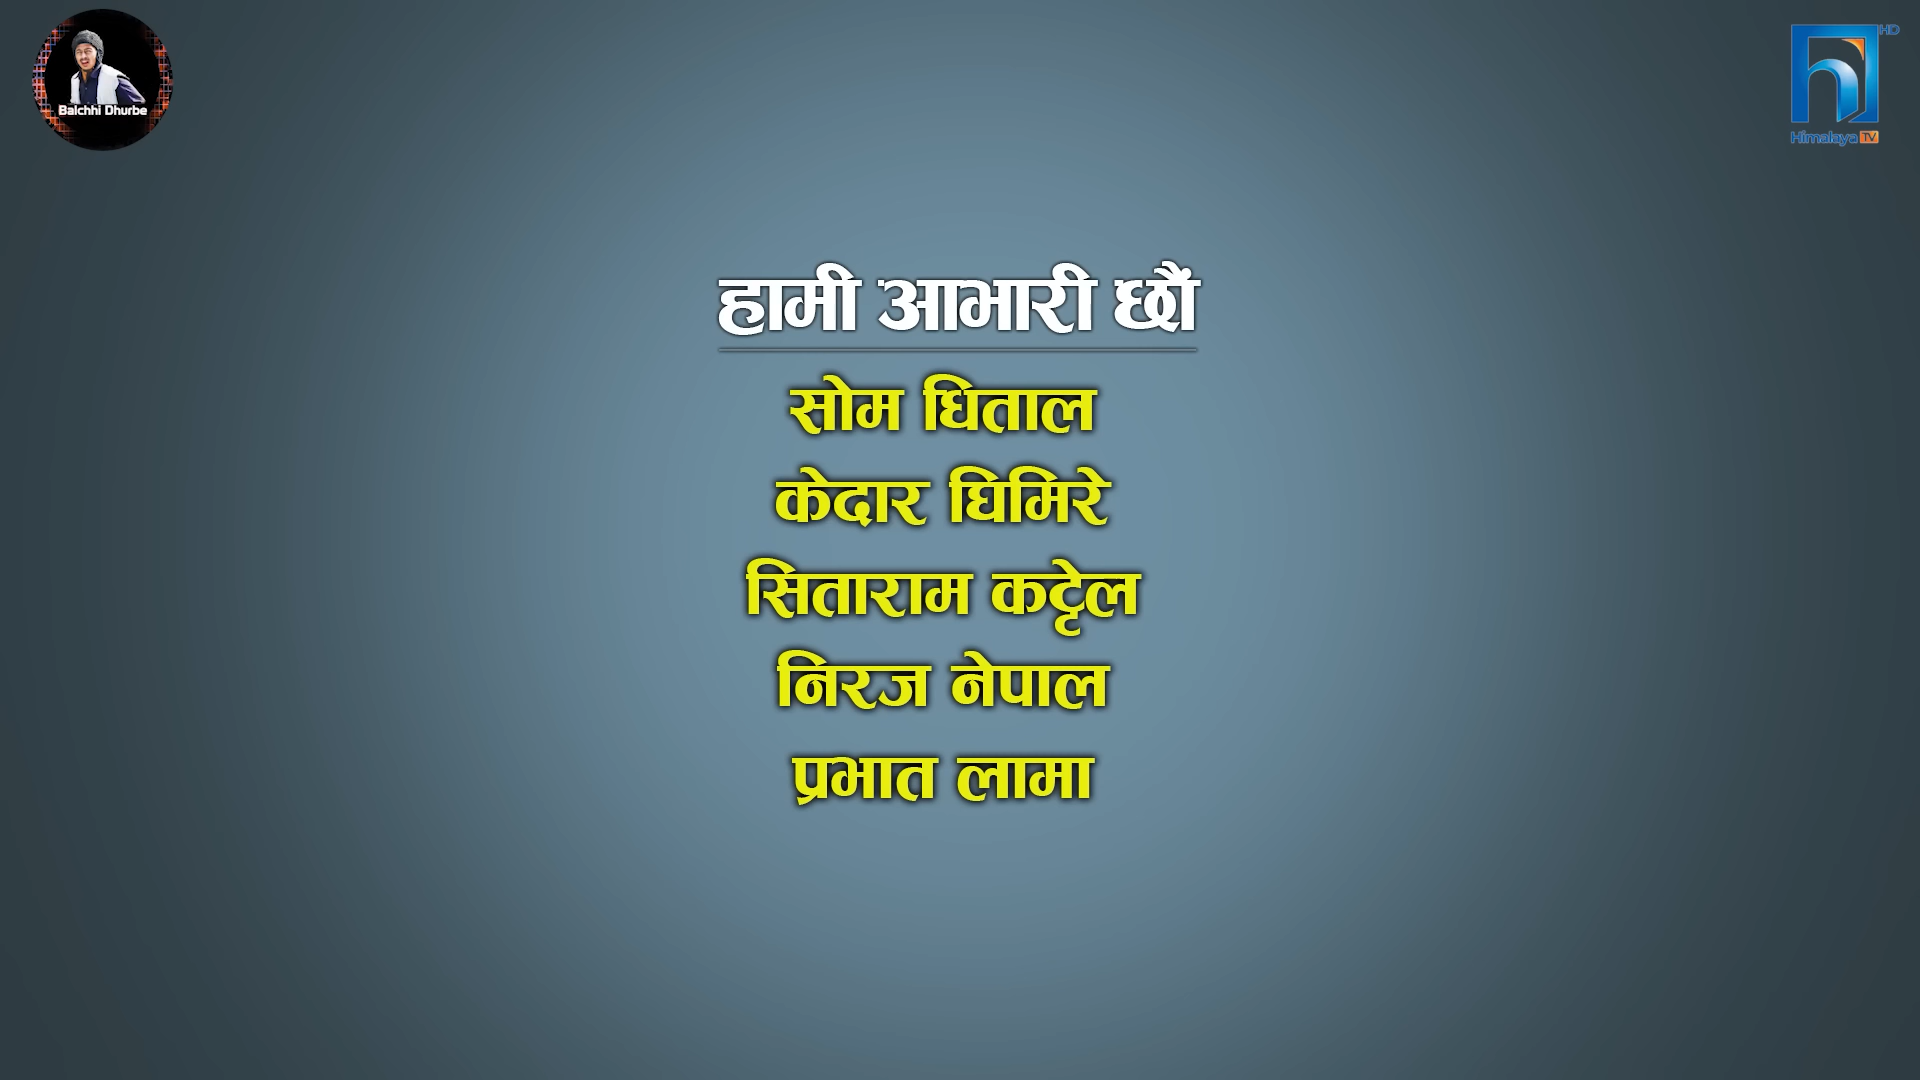 Balchhi Dhurbe
HD
Himalaya TV
हामी आभारी छौं
सोम धिताल
केदार घिमिरे
सिताराम कट्टेल
निरज नेपाल
प्रभात लामा